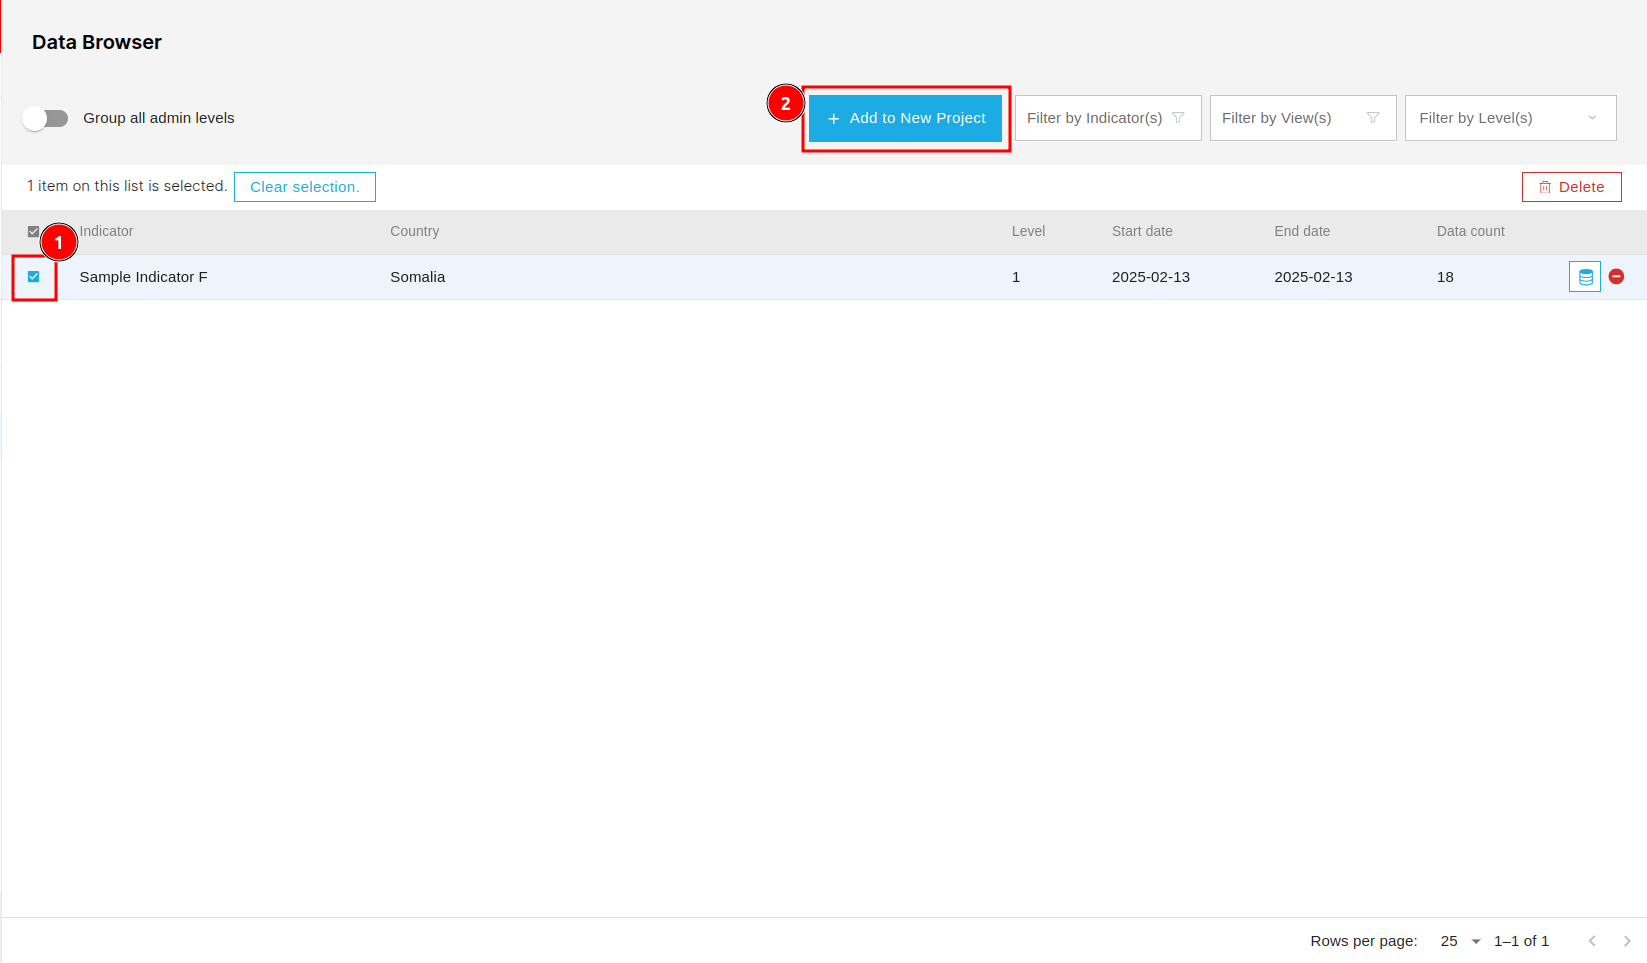 Data Browser
Group all admin levels
2
+ Add to New Project
Filter by Indicator(s)
Filter by View(s)
Filter by Level(s)
1 item on this list is selected.
Clear selection.
Delete
1
Indicator Country Level Start date End date Data count
Sample Indicator F Somalia 1 2025-02-13 2025-02-13 18
Rows per page: 25 1–1 of 1